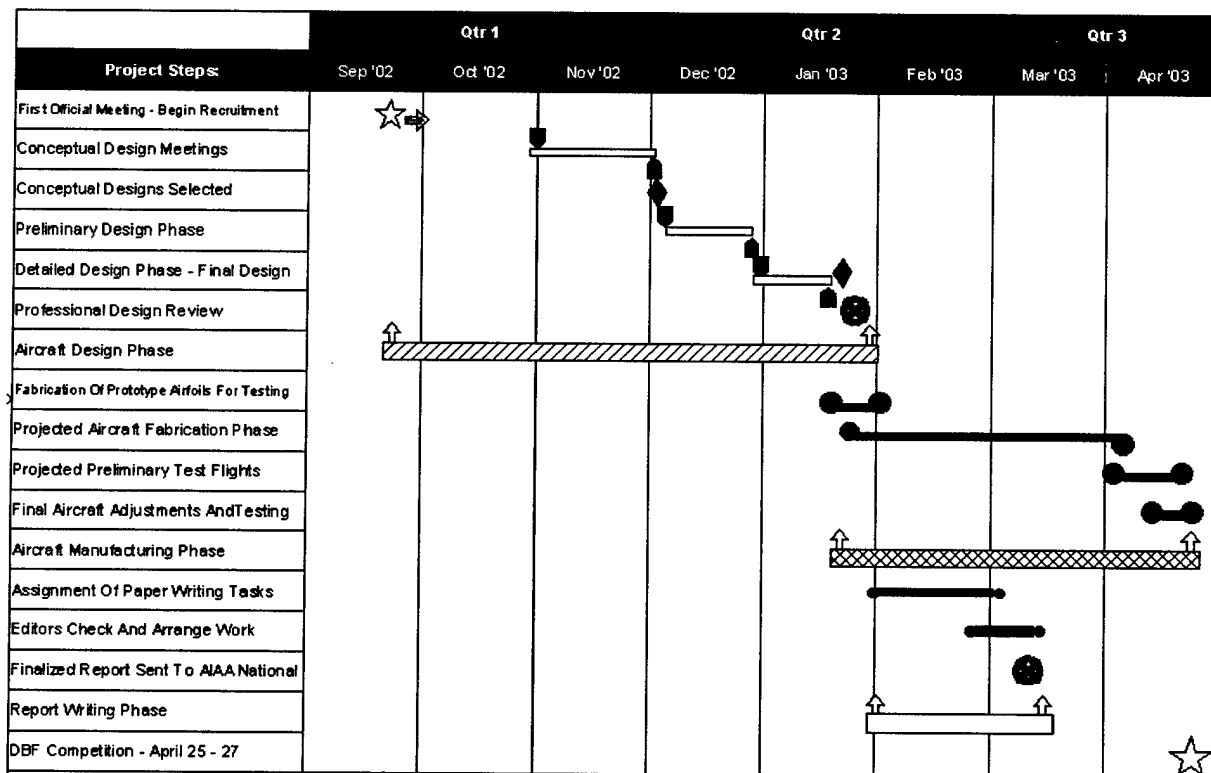 Qtr 1 Qtr 2 Qtr 3
Project Steps: Sep '02 Oct '02 Nov '02 Dec '02 Jan '03 Feb '03 Mar '03 Apr '03
First Official Meeting - Begin Recruitment
Conceptual Design Meetings
Conceptual Designs Selected
Preliminary Design Phase
Detailed Design Phase - Final Design
Professional Design Review
Aircraft Design Phase
Fabrication Of Prototype Airfoils For Testing
Projected Aircraft Fabrication Phase
Projected Preliminary Test Flights
Final Aircraft Adjustments AndTesting
Aircraft Manufacturing Phase
Assignment Of Paper Writing Tasks
Editors Check And Arrange Work
Finalized Report Sent To AIAA National
Report Writing Phase
DBF Competition - April 25 - 27